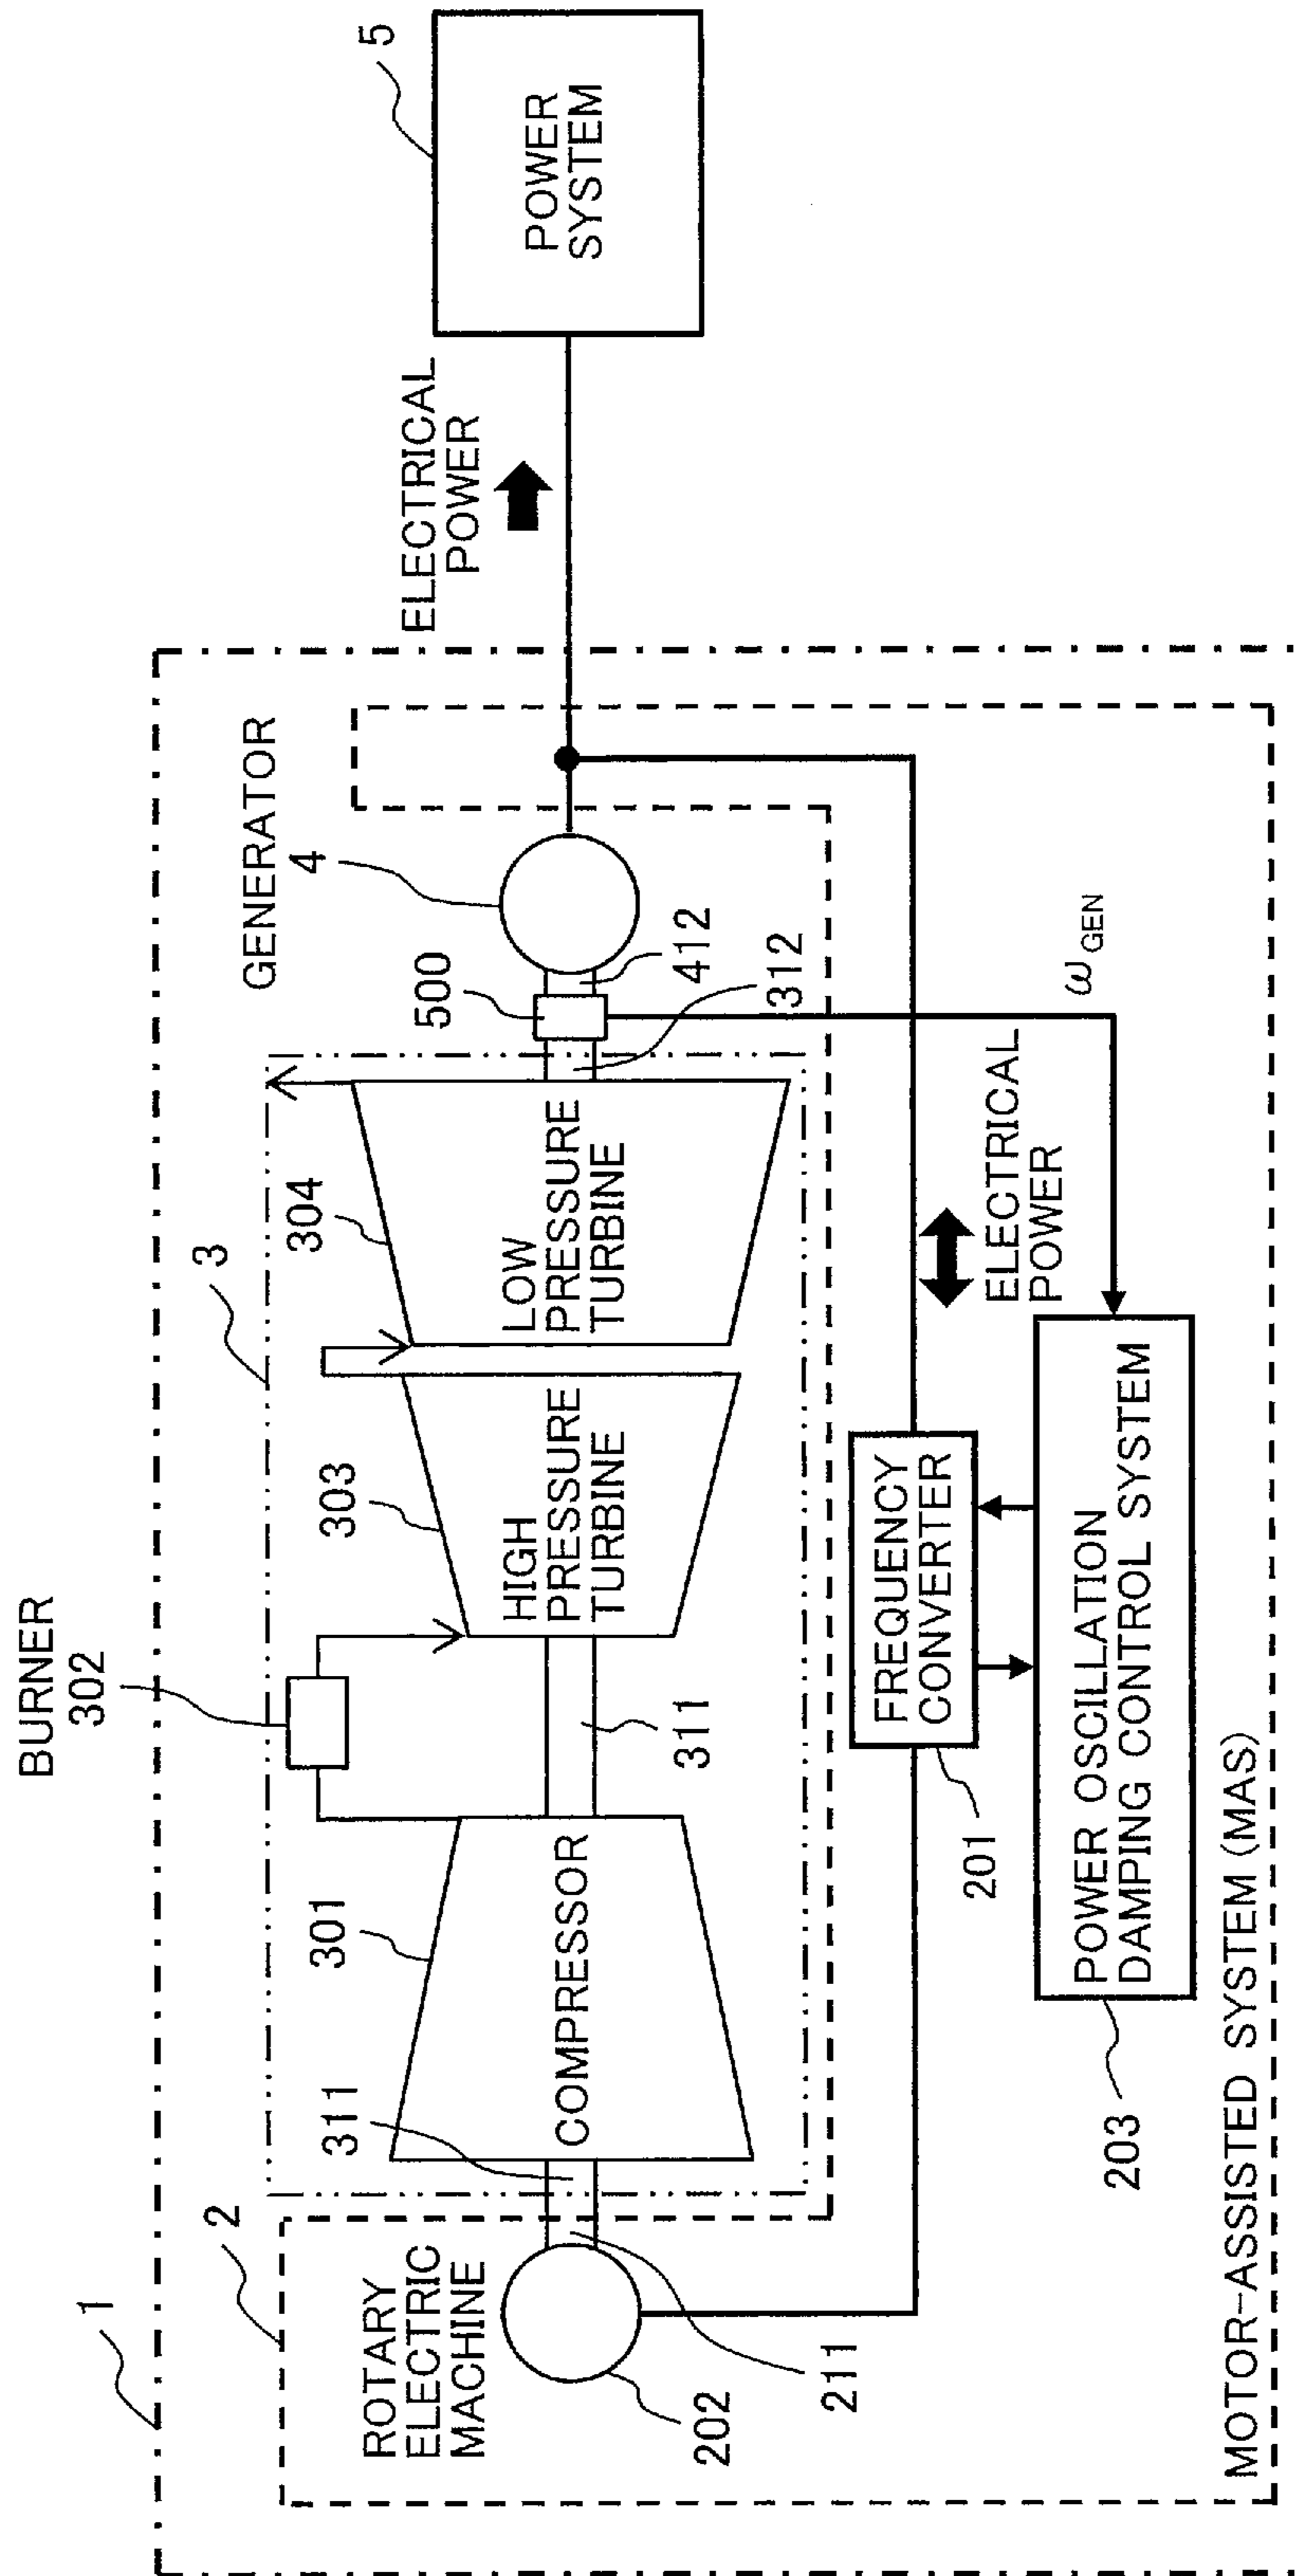 1
2
BURNER
302
3
301
303
304
GENERATOR
4
500
412
312
311
311
ROTARY
ELECTRIC
MACHINE
202
211
COMPRESSOR
HIGH
PRESSURE
TURBINE
LOW
PRESSURE
TURBINE
ELECTRICAL
POWER
5
POWER
SYSTEM
FREQUENCY
CONVERTER
201
ELECTRICAL
POWER
ωGEN
POWER OSCILLATION
DAMPING CONTROL SYSTEM
203
MOTOR-ASSISTED SYSTEM (MAS)